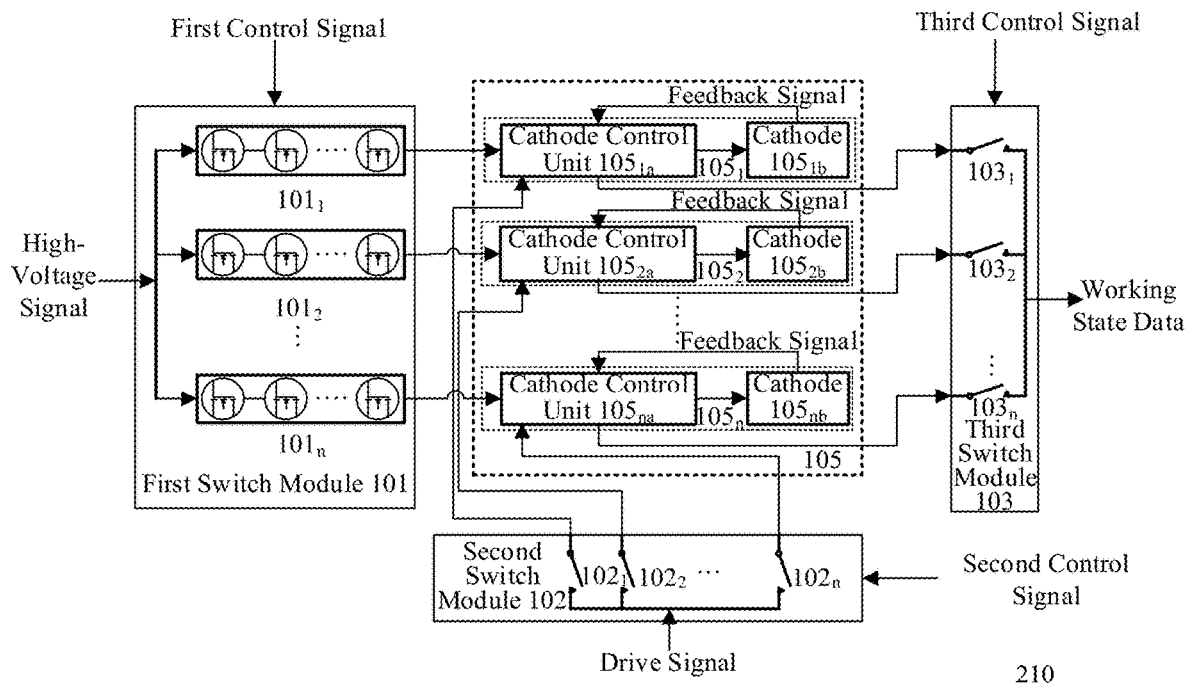 First Control Signal
Third Control Signal
Feedback Signal
Cathode Control
Unit 105₁ₐ
105₁
Cathode
105₁b
101₁
103₁
Feedback Signal
Cathode Control
Unit 105₂ₐ
105₂
Cathode
105₂b
High-
Voltage
Signal
101₂
103₂
Working
State Data
...
Feedback Signal
Cathode Control
Unit 105ₙₐ
105ₙ
Cathode
105ₙb
101ₙ
103ₙ
105
First Switch Module 101
Third
Switch
Module
103
Second
Switch
Module 102
102₁
102₂
...
102ₙ
Second Control
Signal
Drive Signal
210